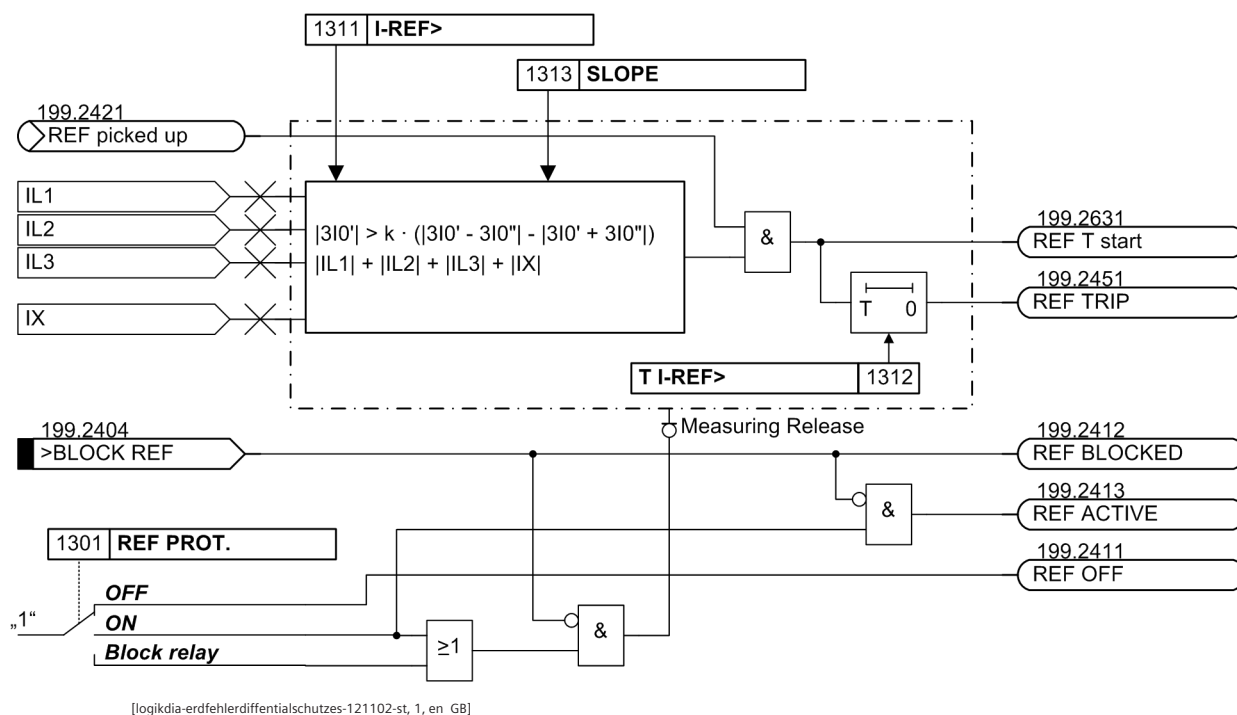 1311 I-REF>
1313 SLOPE
199.2421
REF picked up
IL1
IL2
IL3
IX
|3I0'| > k · (|3I0' - 3I0"| - |3I0' + 3I0"|)
|IL1| + |IL2| + |IL3| + |IX|
&
199.2631
REF T start
199.2451
REF TRIP
T 0
T I-REF> 1312
Measuring Release
199.2404
>BLOCK REF
199.2412
REF BLOCKED
199.2413
REF ACTIVE
&
1301 REF PROT.
199.2411
REF OFF
OFF
„1“
ON
Block relay
≥1
&
[logikdia-erdfehlerdiffentialschutzes-121102-st, 1, en_GB]